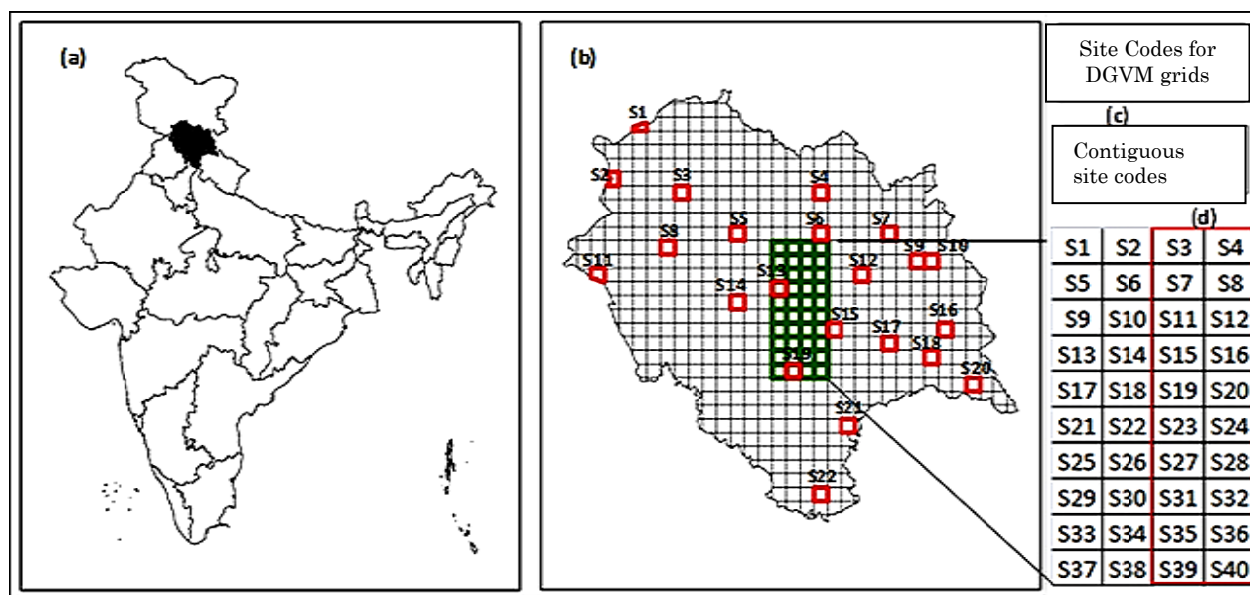 (a)
(b)
S1
S2
S3
S4
S5
S6
S7
S8
S9
S10
S11
S12
S13
S14
S15
S16
S17
S18
S19
S20
S21
S22
Site Codes for
DGVM grids
(c)
Contiguous
site codes
(d)
S1 S2 S3 S4
S5 S6 S7 S8
S9 S10 S11 S12
S13 S14 S15 S16
S17 S18 S19 S20
S21 S22 S23 S24
S25 S26 S27 S28
S29 S30 S31 S32
S33 S34 S35 S36
S37 S38 S39 S40